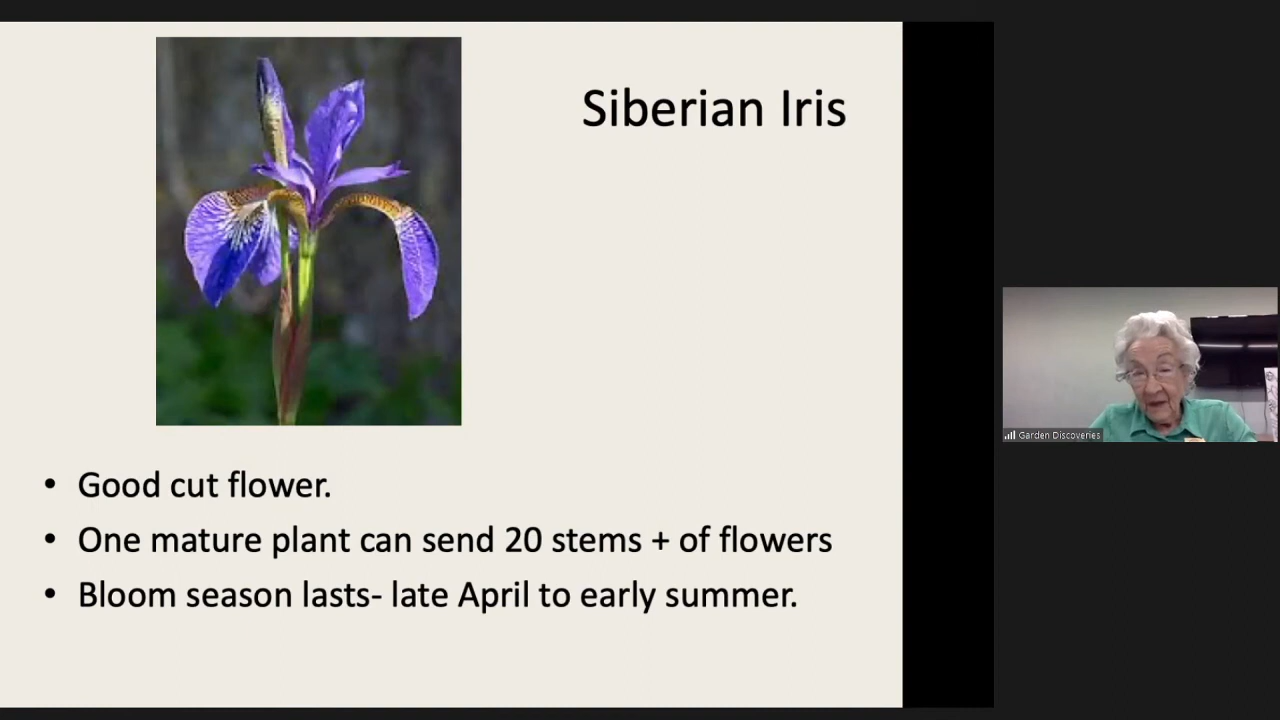 Siberian Iris
• Good cut flower.
• One mature plant can send 20 stems + of flowers
• Bloom season lasts- late April to early summer.
Garden Discoveries